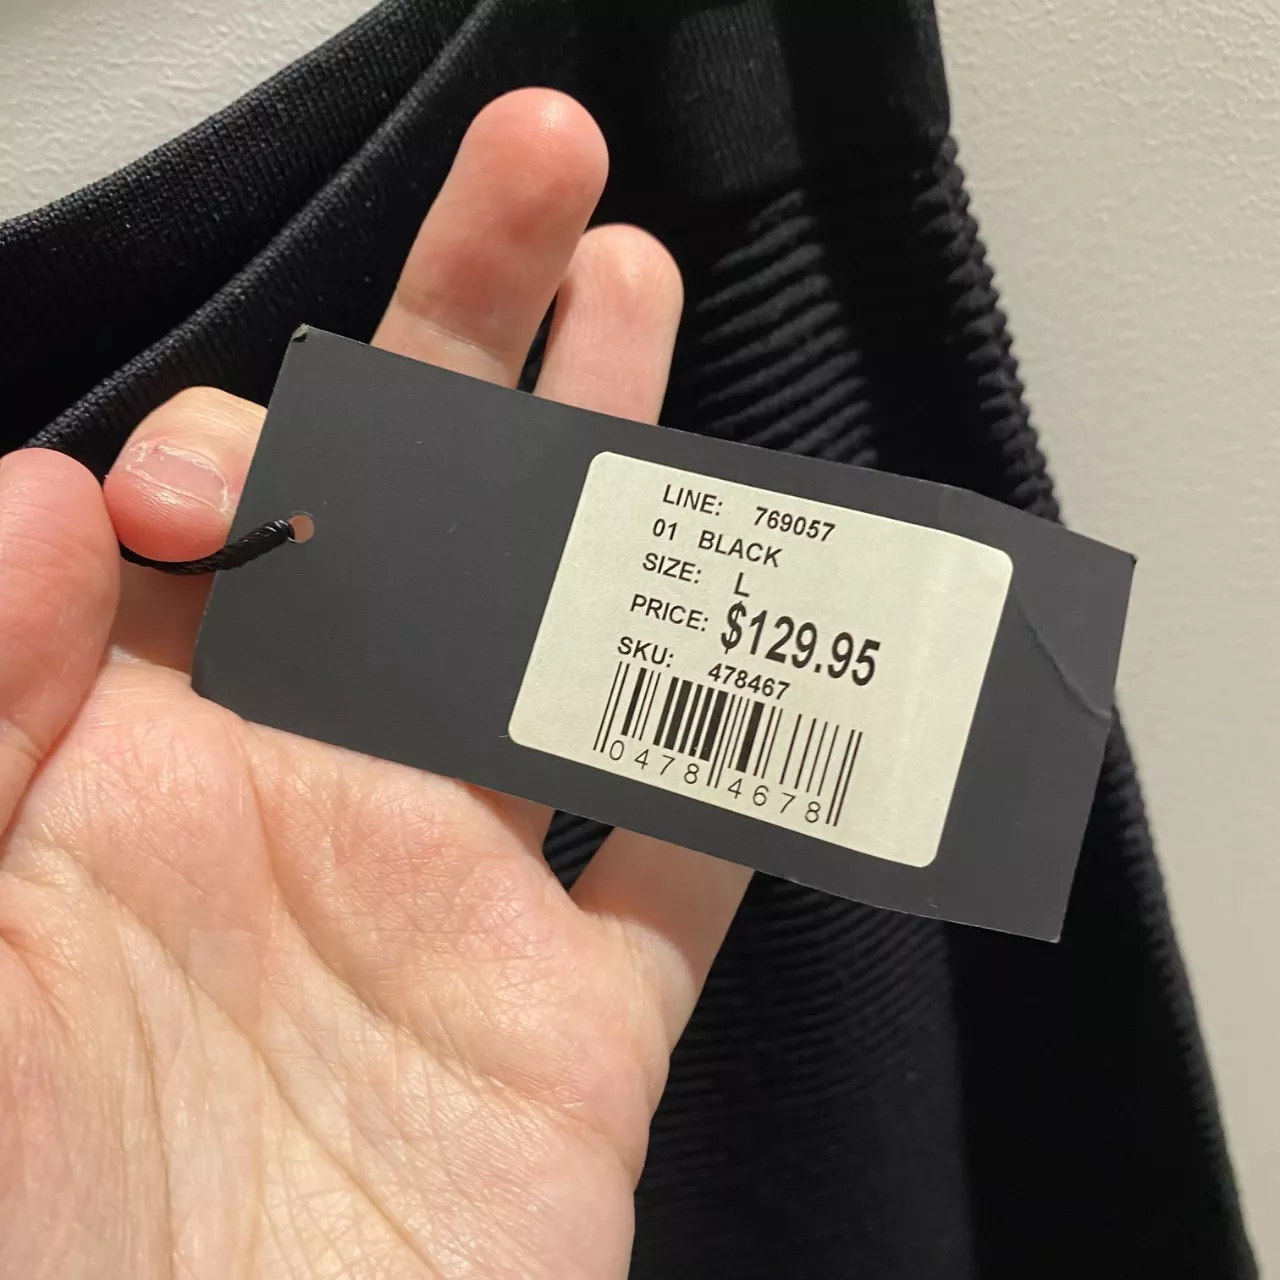 LINE: 769057
01 BLACK
SIZE: L
PRICE: $129.95
SKU: 478467
0478 4678